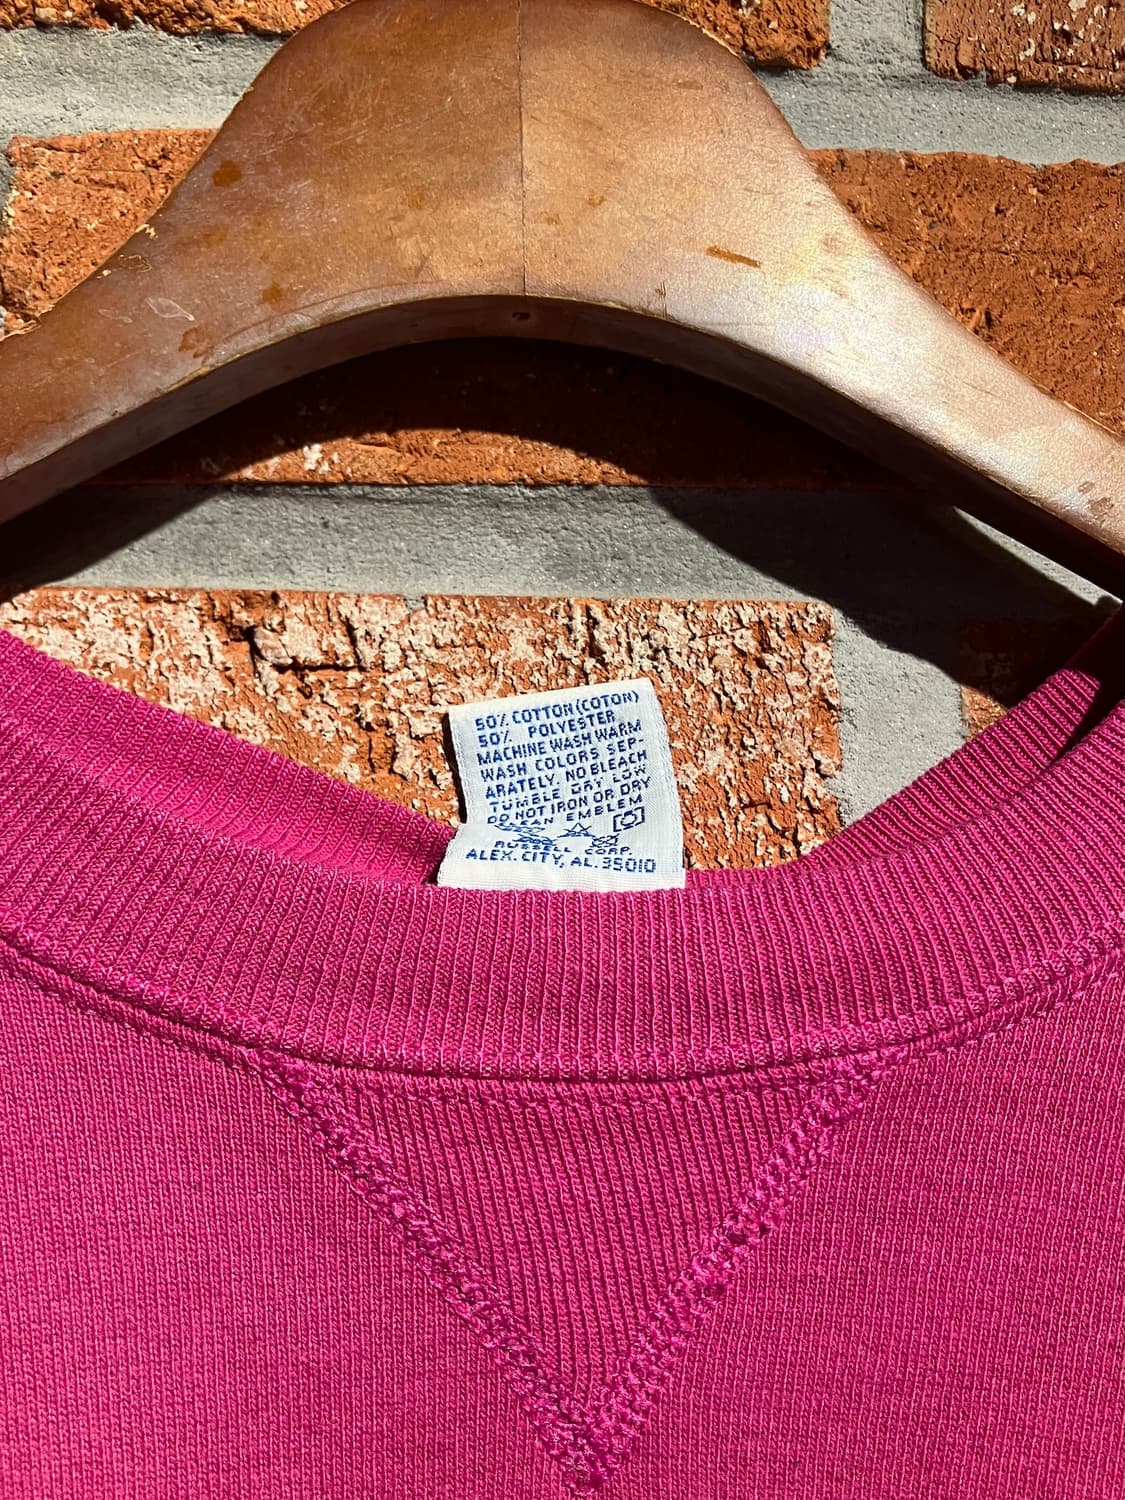 50% COTTON (COTON)
50% POLYESTER
MACHINE WASH WARM
WASH COLORS SEP-
ARATELY. NO BLEACH
TUMBLE DRY LOW
DO NOT IRON OR DRY
CLEAN EMBLEM
RUSSELL CORP.
ALEX. CITY, AL. 35010